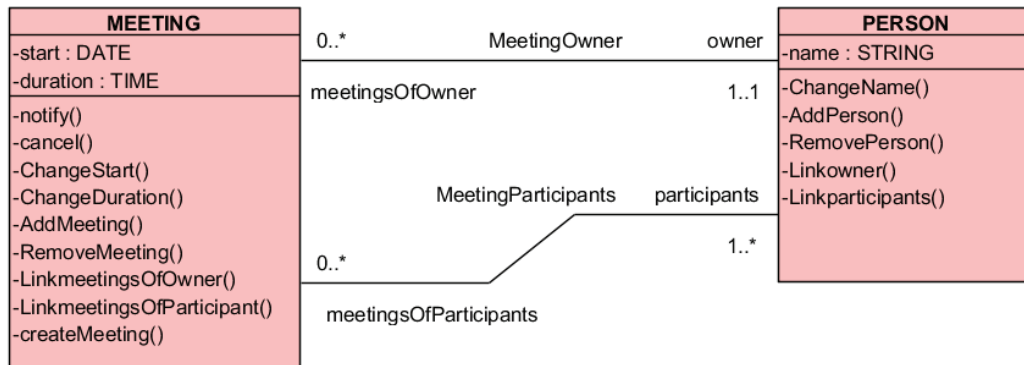 MEETING
-start : DATE
-duration : TIME
-notify()
-cancel()
-ChangeStart()
-ChangeDuration()
-AddMeeting()
-RemoveMeeting()
-LinkmeetingsOfOwner()
-LinkmeetingsOfParticipant()
-createMeeting()
0..* MeetingOwner owner
meetingsOfOwner 1..1
MeetingParticipants participants
0..* 1..*
meetingsOfParticipants
PERSON
-name : STRING
-ChangeName()
-AddPerson()
-RemovePerson()
-Linkowner()
-Linkparticipants()